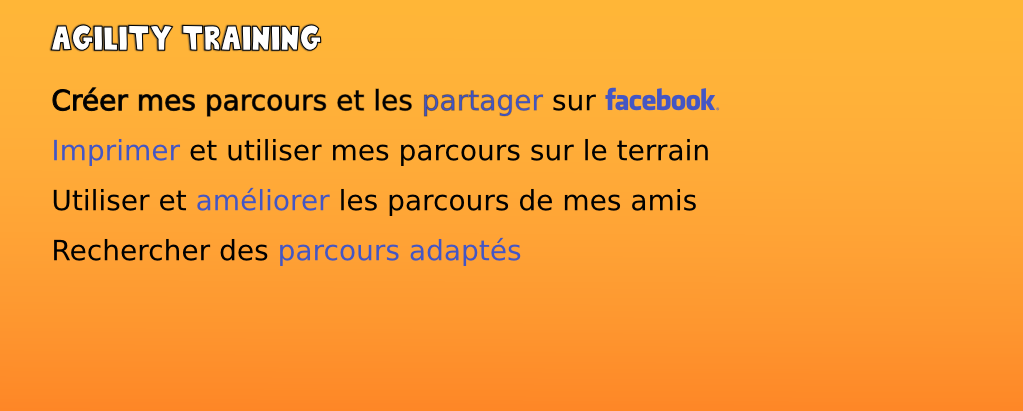 AGILITY TRAINING
Créer mes parcours et les partager sur facebook.
Imprimer et utiliser mes parcours sur le terrain
Utiliser et améliorer les parcours de mes amis
Rechercher des parcours adaptés